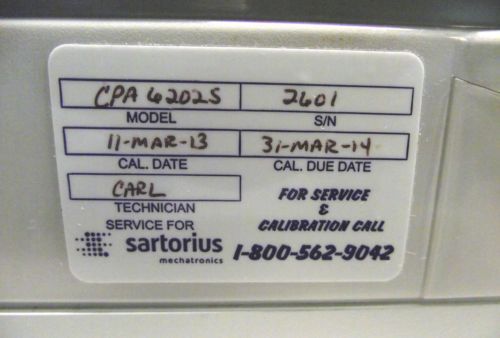 CPA 6202S 2601
MODEL S/N
11-MAR-13 31-MAR-14
CAL. DATE CAL. DUE DATE
CARL
TECHNICIAN
FOR SERVICE
&
CALIBRATION CALL
1-800-562-9042
SERVICE FOR
sartorius
mechatronics